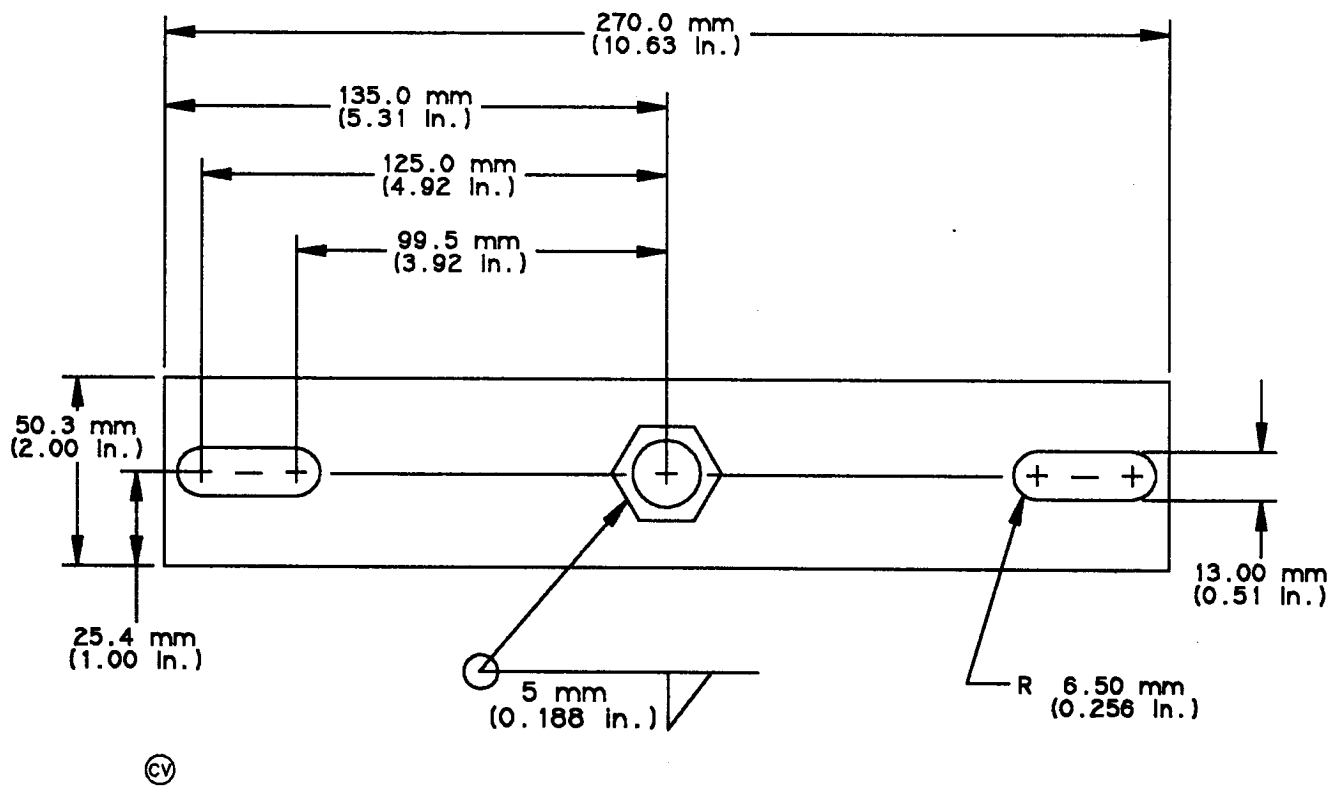 270.0 mm
(10.63 In.)
135.0 mm
(5.31 In.)
125.0 mm
(4.92 In.)
99.5 mm
(3.92 In.)
50.3 mm
(2.00 In.)
25.4 mm
(1.00 In.)
13.00 mm
(0.51 In.)
5 mm
(0.188 in.)
R 6.50 mm
(0.256 In.)
CV